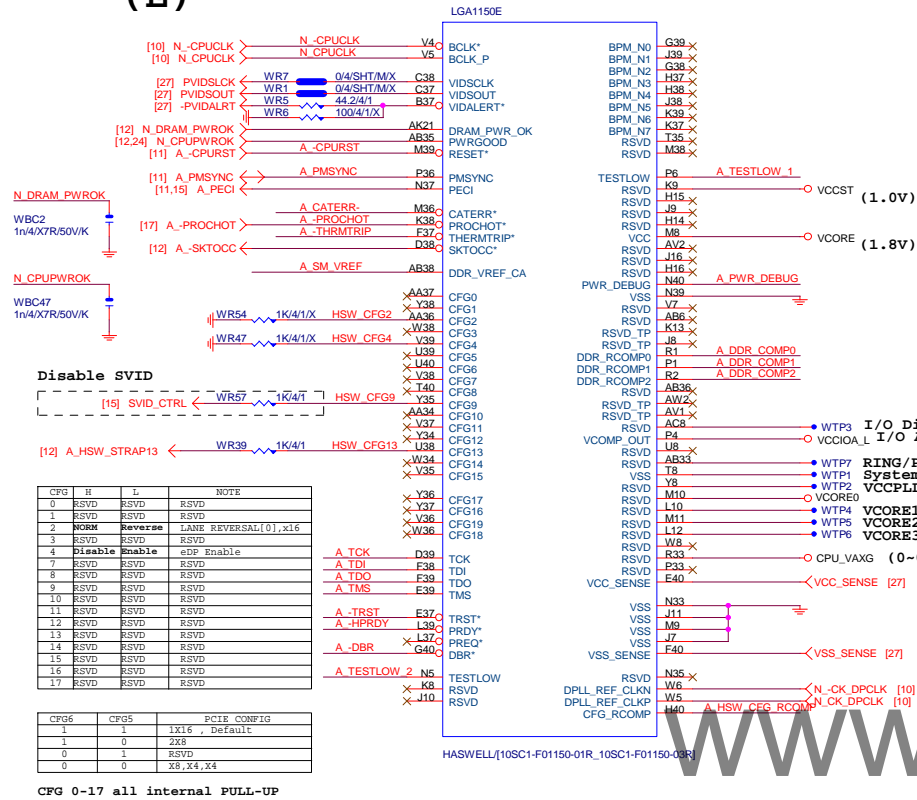 (E)
LGA1150E
[10] N_-CPUCLK N_-CPUCLK V4 BCLK* BPM_N0 G39
[10] N_CPUCLK N_CPUCLK V5 BCLK_P BPM_N1 J39
BPM_N2 G38
[27] PVIDSLCK WR7 0/4/SHT/M/X C38 VIDSCLK BPM_N3 H37
[27] PVIDSOUT WR1 0/4/SHT/M/X C37 VIDSOUT BPM_N4 H38
[27] -PVIDALRT WR5 44.2/4/1 B37 VIDALERT* BPM_N5 J38
WR6 100/4/1/X BPM_N6 K39
BPM_N7 K37
[12] N_DRAM_PWROK AK21 DRAM_PWR_OK RSVD T35
[12,24] N_CPUPWROK AB35 PWRGOOD RSVD M38
[11] A_-CPURST A_-CPURST M39 RESET*
[11] A_PMSYNC A_PMSYNC P36 PMSYNC TESTLOW P6 A_TESTLOW_1
[11,15] A_PECI N37 PECI RSVD K9 VCCST (1.0V)
N_DRAM_PWROK
RSVD H15
A_CATERR- M36 CATERR* RSVD J9
WBC2
1n/4/X7R/50V/K
[17] A_-PROCHOT A_-PROCHOT K38 PROCHOT* RSVD H14
A_-THRMTRIP F37 THERMTRIP* VCC M8 VCORE (1.8V)
[12] A_-SKTOCC D38 SKTOCC* RSVD AV2
RSVD J16
A_SM_VREF AB38 DDR_VREF_CA RSVD H16
N_CPUPWROK
PWR_DEBUG N40 A_PWR_DEBUG
WBC47
1n/4/X7R/50V/K
AA37 CFG0 VSS N39
Y38 CFG1 RSVD V7
WR54 1K/4/1/X HSW_CFG2 AA36 CFG2 RSVD AB6
W38 CFG3 RSVD_TP K13
WR47 1K/4/1/X HSW_CFG4 V39 CFG4 RSVD_TP J8
U39 CFG5 DDR_RCOMP0 R1 A_DDR_COMP0
U40 CFG6 DDR_RCOMP1 P1 A_DDR_COMP1
V38 CFG7 DDR_RCOMP2 R2 A_DDR_COMP2
Disable SVID
T40 CFG8 RSVD AB36
[15] SVID_CTRL WR57 1K/4/1 HSW_CFG9 Y35 CFG9 RSVD_TP AW2
AA34 CFG10 RSVD_TP AV1
V37 CFG11 RSVD AC8 WTP3
Y34 CFG12 VCOMP_OUT P4 VCCIOA_L
[12] A_HSW_STRAP13 WR39 1K/4/1 HSW_CFG13 U38 CFG13 RSVD U8
W34 CFG14 RSVD AB33 WTP7
V35 CFG15 RSVD T8 WTP1 System
RSVD Y8 WTP2
Y36 CFG17 RSVD M10 VCORE0
Y37 CFG16 RSVD L10 WTP4 VCORE1
V36 CFG19 RSVD M11 WTP5 VCORE2
W36 CFG18 RSVD L12 WTP6 VCORE3
RSVD W8
A_TCK D39 TCK RSVD R33 CPU_VAXG
A_TDI F38 TDI RSVD P33
A_TDO F39 TDO VCC_SENSE E40 VCC_SENSE [27]
A_TMS E39 TMS
VSS N33
A_-TRST E37 TRST* VSS J11
A_-HPRDY L39 PRDY* VSS M9
L37 PREQ* VSS J7
A_-DBR G40 DBR* VSS_SENSE F40 VSS_SENSE [27]
A_TESTLOW_2 N5 TESTLOW RSVD N35
K8 RSVD DPLL_REF_CLKN W6 N_-CK_DPCLK [10]
J10 RSVD DPLL_REF_CLKP W5 N_CK_DPCLK [10]
CFG_RCOMP H40 A_HSW_CFG_RCOMP
HASWELL/[10SC1-F01150-01R_10SC1-F01150-03R]
CFG H L NOTE
0 RSVD RSVD RSVD
1 RSVD RSVD RSVD
2 NORM Reverse LANE REVERSAL[0],x16
3 RSVD RSVD RSVD
4 Disable Enable eDP Enable
7 RSVD RSVD RSVD
8 RSVD RSVD RSVD
9 RSVD RSVD RSVD
10 RSVD RSVD RSVD
11 RSVD RSVD RSVD
12 RSVD RSVD RSVD
13 RSVD RSVD RSVD
14 RSVD RSVD RSVD
15 RSVD RSVD RSVD
16 RSVD RSVD RSVD
17 RSVD RSVD RSVD
CFG6 CFG5 PCIE CONFIG
1 1 1X16 , Default
1 0 2X8
0 1 RSVD
0 0 X8,X4,X4
CFG 0-17 all internal PULL-UP
www